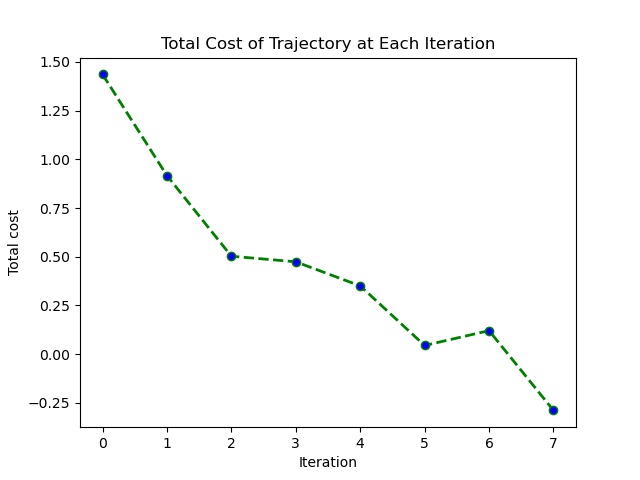 Total Cost of Trajectory at Each Iteration
1.50
1.25
1.00
0.75
0.50
0.25
0.00
−0.25
Total cost
0 1 2 3 4 5 6 7
Iteration